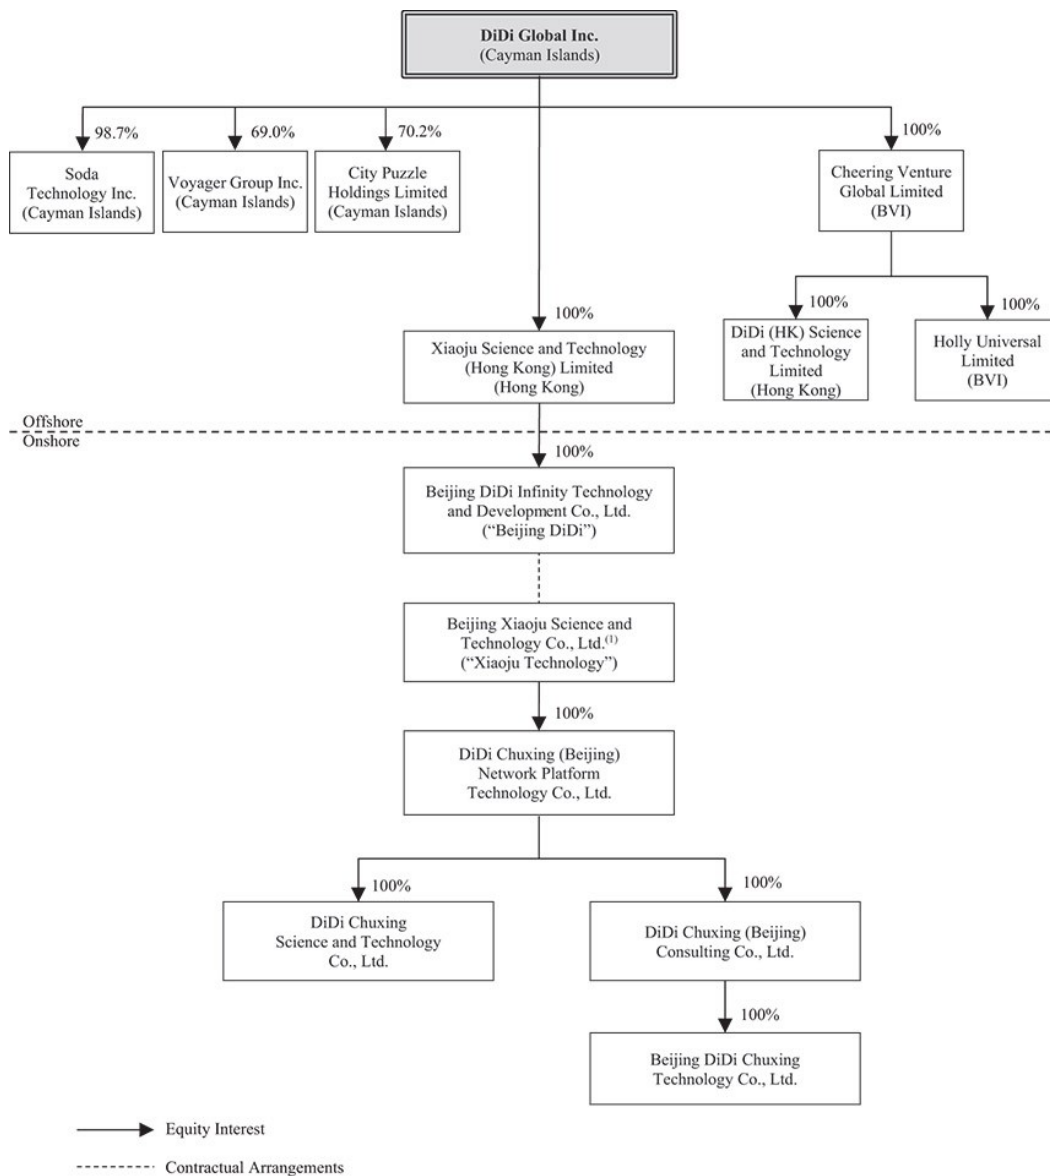 DiDi Global Inc.
(Cayman Islands)
98.7%
69.0%
70.2%
100%
Soda
Technology Inc.
(Cayman Islands)
Voyager Group Inc.
(Cayman Islands)
City Puzzle
Holdings Limited
(Cayman Islands)
Cheering Venture
Global Limited
(BVI)
100%
100%
100%
Xiaoju Science and Technology
(Hong Kong) Limited
(Hong Kong)
DiDi (HK) Science
and Technology
Limited
(Hong Kong)
Holly Universal
Limited
(BVI)
Offshore
Onshore
100%
Beijing DiDi Infinity Technology
and Development Co., Ltd.
(“Beijing DiDi”)
Beijing Xiaoju Science and
Technology Co., Ltd.(1)
(“Xiaoju Technology”)
100%
DiDi Chuxing (Beijing)
Network Platform
Technology Co., Ltd.
100%
100%
DiDi Chuxing
Science and Technology
Co., Ltd.
DiDi Chuxing (Beijing)
Consulting Co., Ltd.
100%
Beijing DiDi Chuxing
Technology Co., Ltd.
Equity Interest
Contractual Arrangements